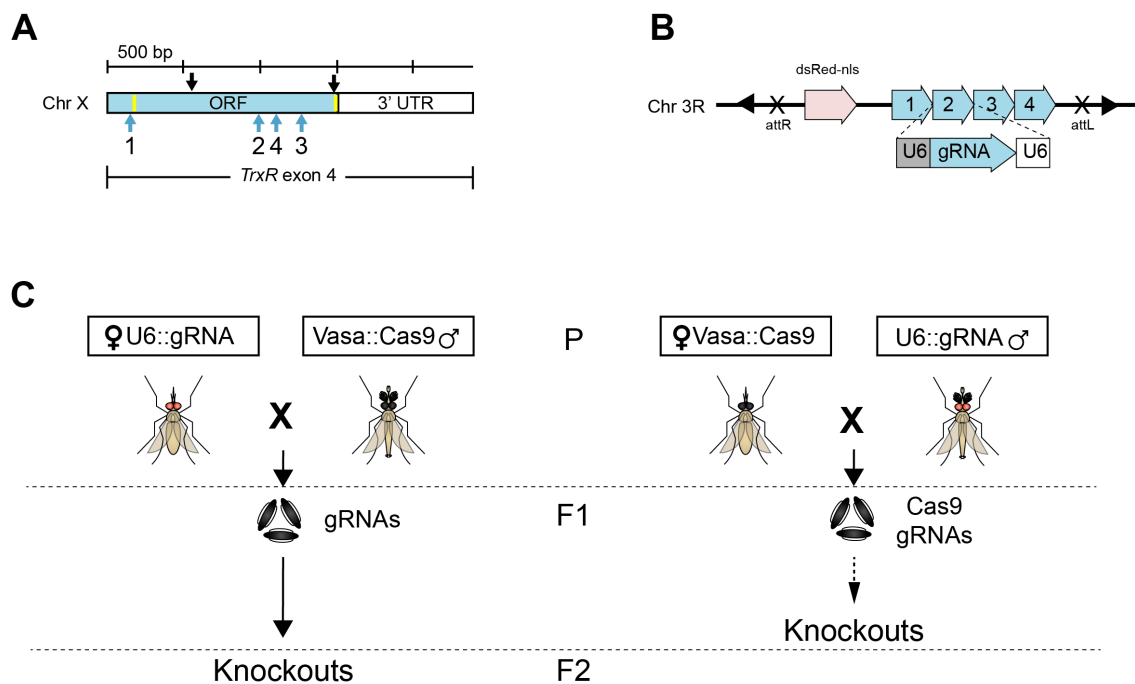 A
500 bp
Chr X
ORF
3’ UTR
1
2
4
3
TrxR exon 4
B
dsRed-nls
Chr 3R
X
attR
1
2
3
4
X
attL
U6
gRNA
U6
C
♀U6::gRNA
Vasa::Cas9♂
P
♀Vasa::Cas9
U6::gRNA♂
X
X
gRNAs
F1
Cas9
gRNAs
Knockouts
Knockouts
F2